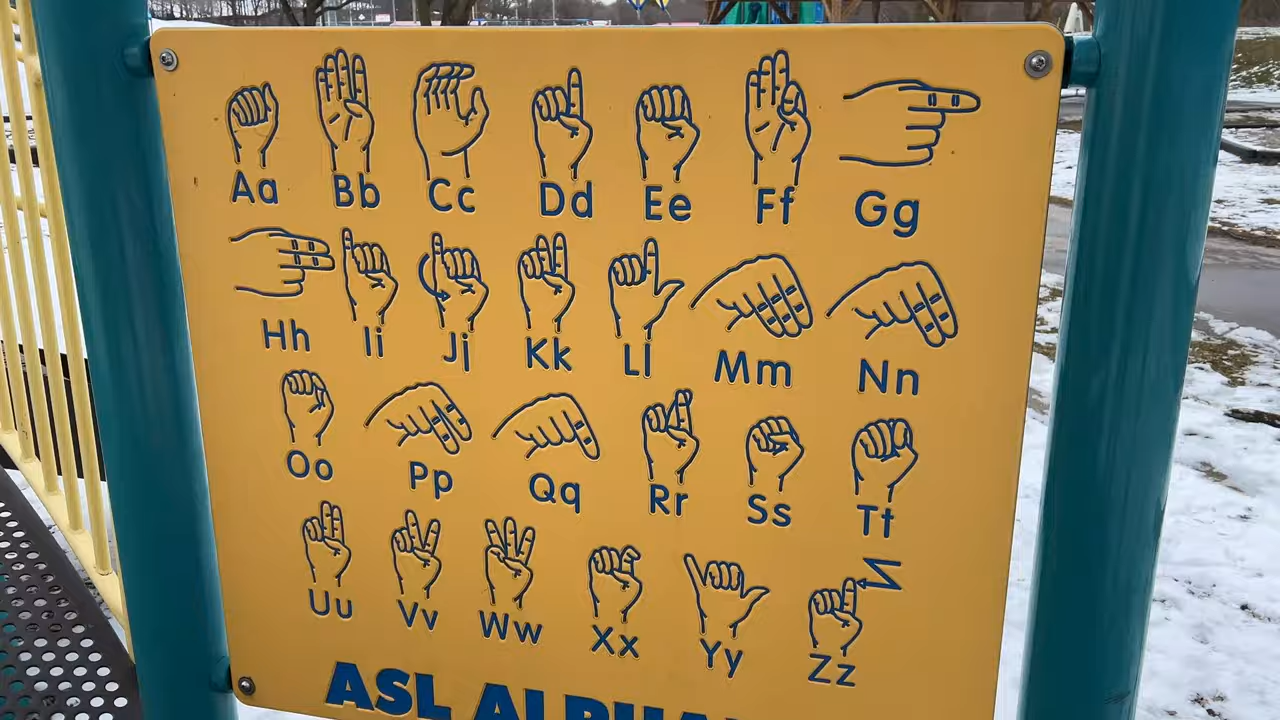 Aa Bb Cc Dd Ee Ff Gg
Hh Ii Jj Kk Ll Mm Nn
Oo Pp Qq Rr Ss Tt
Uu Vv Ww Xx Yy Zz
ASL